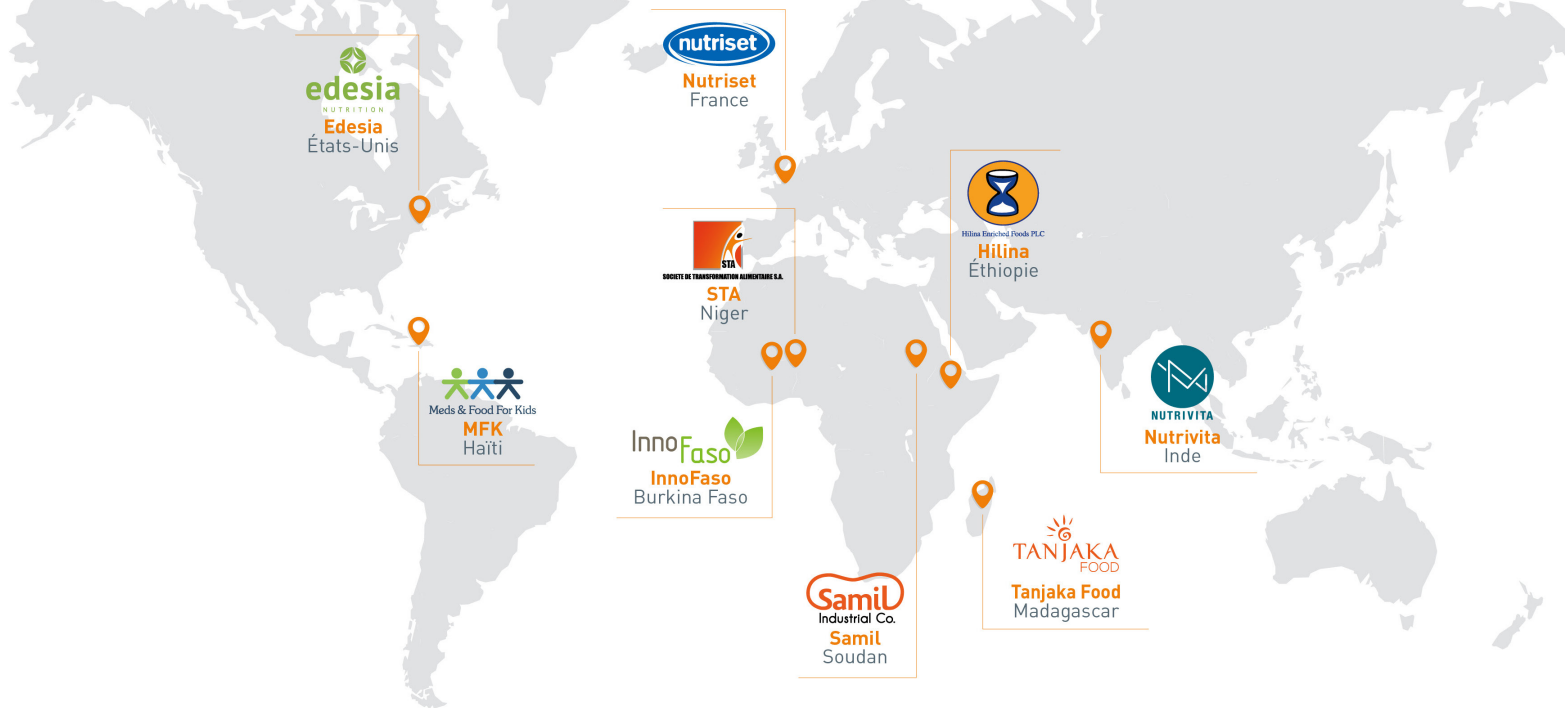 edesia
NUTRITION
Edesia
États-Unis
nutriset
Nutriset
France
STA
SOCIETE DE TRANSFORMATION ALIMENTAIRE S.A.
STA
Niger
Hilina Enriched Foods PLC
Hilina
Éthiopie
Meds & Food For Kids
MFK
Haïti
InnoFaso
InnoFaso
Burkina Faso
NUTRIVITA
Nutrivita
Inde
TANJAKA
FOOD
Tanjaka Food
Madagascar
Samil
Industrial Co.
Samil
Soudan